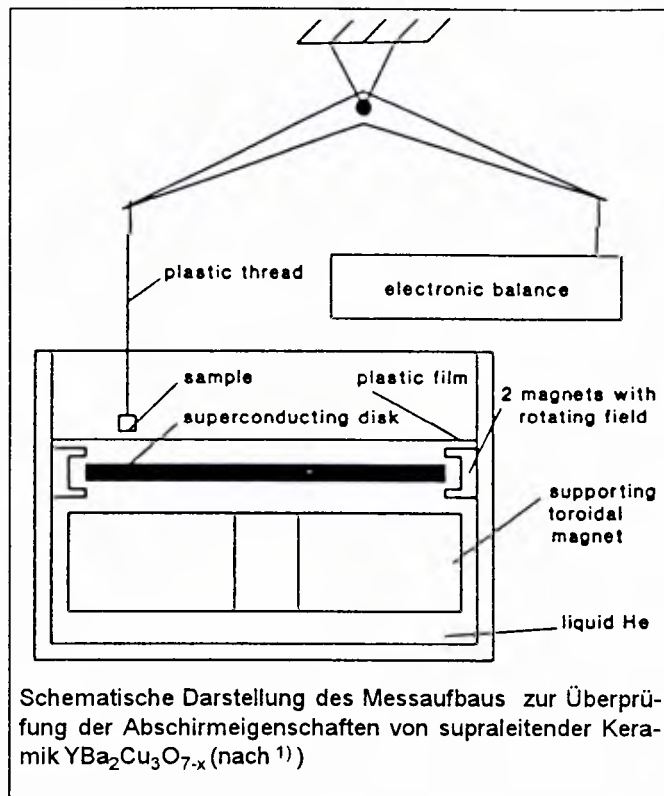 plastic thread
electronic balance
sample
plastic film
2 magnets with
rotating field
superconducting disk
supporting
toroidal
magnet
liquid He
Schematische Darstellung des Messaufbaus zur Überprü-
fung der Abschirmeigenschaften von supraleitender Kera-
mik YBa₂Cu₃O₇₋ₓ (nach ¹⁾)